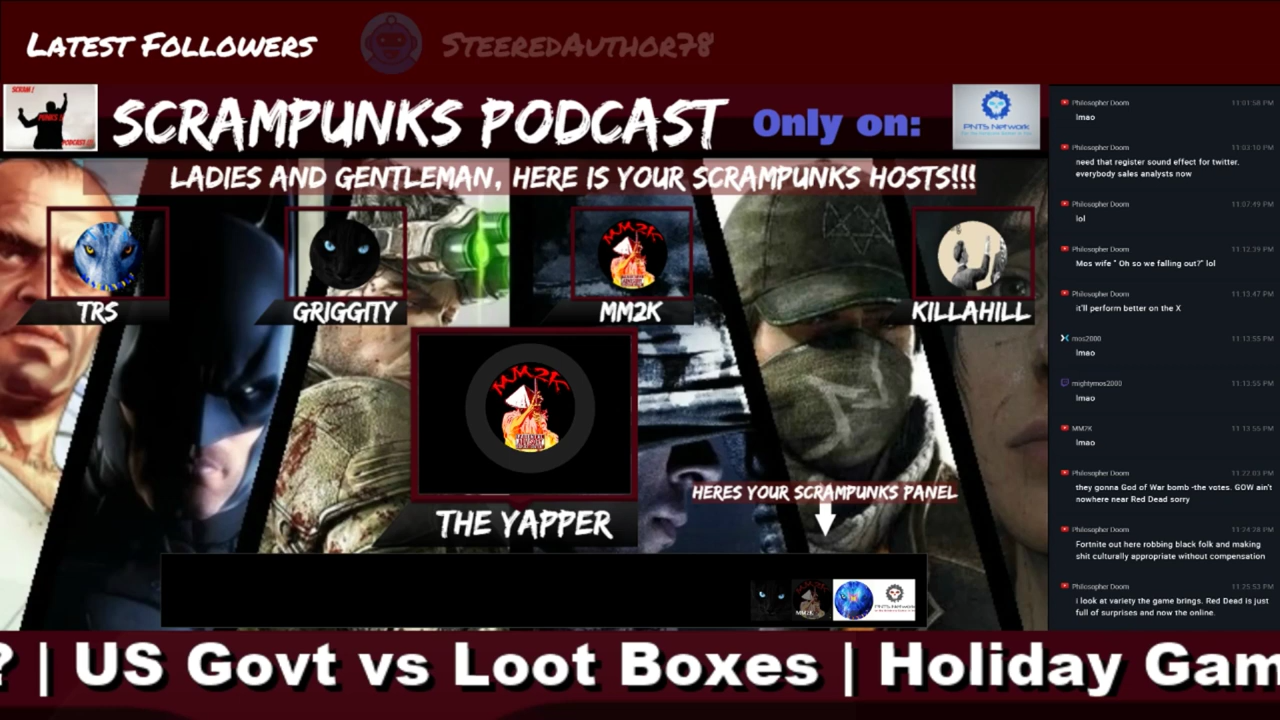 LATEST FOLLOWERS
STEEREDAUTHOR78
SCRAM!
PUNKS!!
PODCAST!!!
SCRAMPUNKS PODCAST
Only on:
PNTS Network
LADIES AND GENTLEMAN, HERE IS YOUR SCRAMPUNKS HOSTS!!!
MM2K
TRS
GRIGGITY
MM2K
KILLAHILL
MM2K
THE YAPPER
HERES YOUR SCRAMPUNKS PANEL
MM2K
PNTS Network
Philosopher Doom 11:01:58 PM
lmao
Philosopher Doom 11:03:10 PM
need that register sound effect for twitter.
everybody sales analysts now
Philosopher Doom 11:07:49 PM
lol
Philosopher Doom 11:12:39 PM
Mos wife " Oh so we falling out?" lol
Philosopher Doom 11:13:47 PM
it'll perform better on the X
mos2000 11:13:55 PM
lmao
mightymos2000 11:13:55 PM
lmao
MM2K 11:13:55 PM
lmao
Philosopher Doom 11:22:03 PM
they gonna God of War bomb -the votes. GOW ain't
nowhere near Red Dead sorry
Philosopher Doom 11:24:28 PM
Fortnite out here robbing black folk and making
shit culturally appropriate without compensation
Philosopher Doom 11:25:53 PM
i look at variety the game brings. Red Dead is just
full of surprises and now the online.
? | US Govt vs Loot Boxes | Holiday Gam